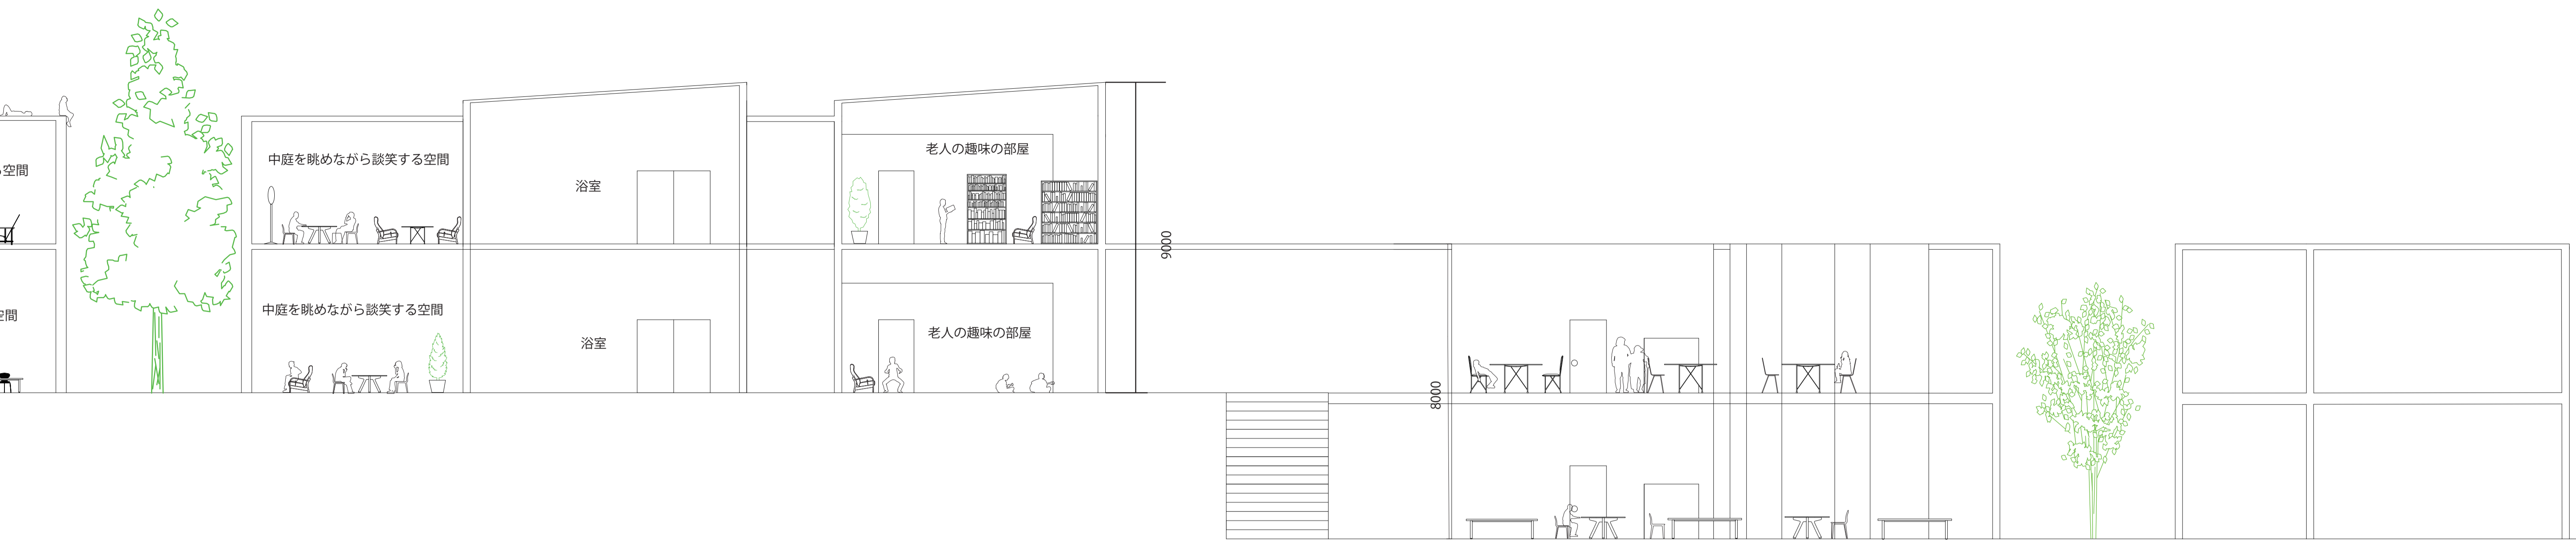 中庭を眺めながら談笑する空間
老人の趣味の部屋
空間
浴室
9000
中庭を眺めながら談笑する空間
空間
老人の趣味の部屋
浴室
8000